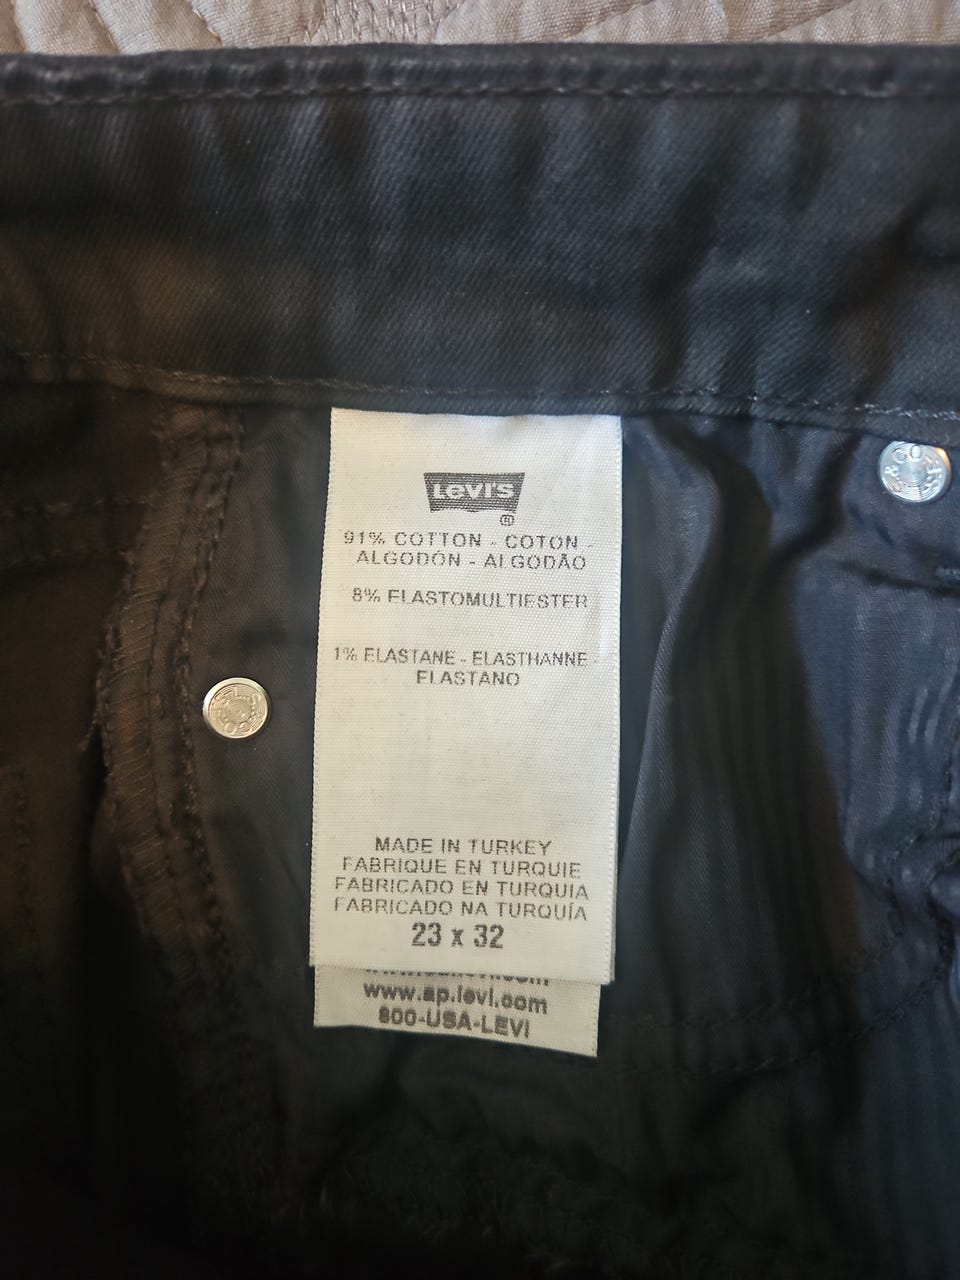 Levi's
®
91% COTTON - COTON -
ALGODÓN - ALGODÃO
8% ELASTOMULTIESTER
1% ELASTANE - ELASTHANNE -
ELASTANO
MADE IN TURKEY
FABRIQUE EN TURQUIE
FABRICADO EN TURQUIA
FABRICADO NA TURQUÍA
23 x 32
www.ap.levi.com
800-USA-LEVI